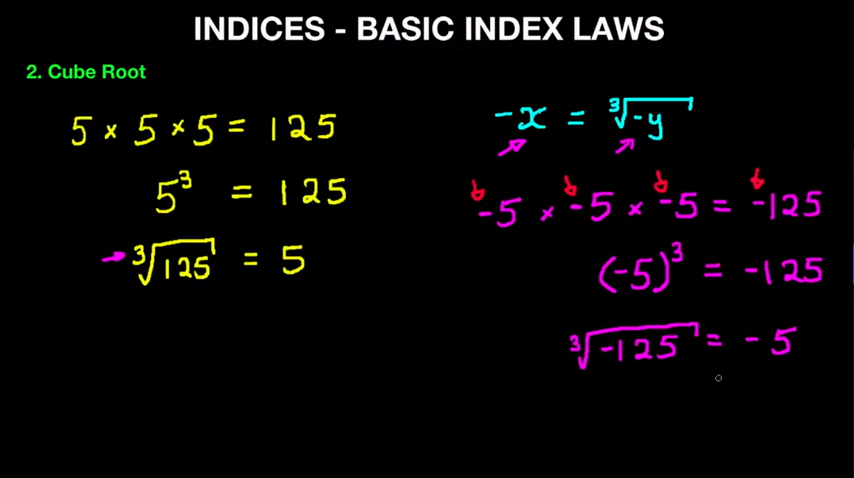 INDICES - BASIC INDEX LAWS
2. Cube Root
5 × 5 × 5 = 125
5³ = 125
∛125 = 5
-x = ∛-y
-5 × -5 × -5 = -125
(-5)³ = -125
∛-125 = -5